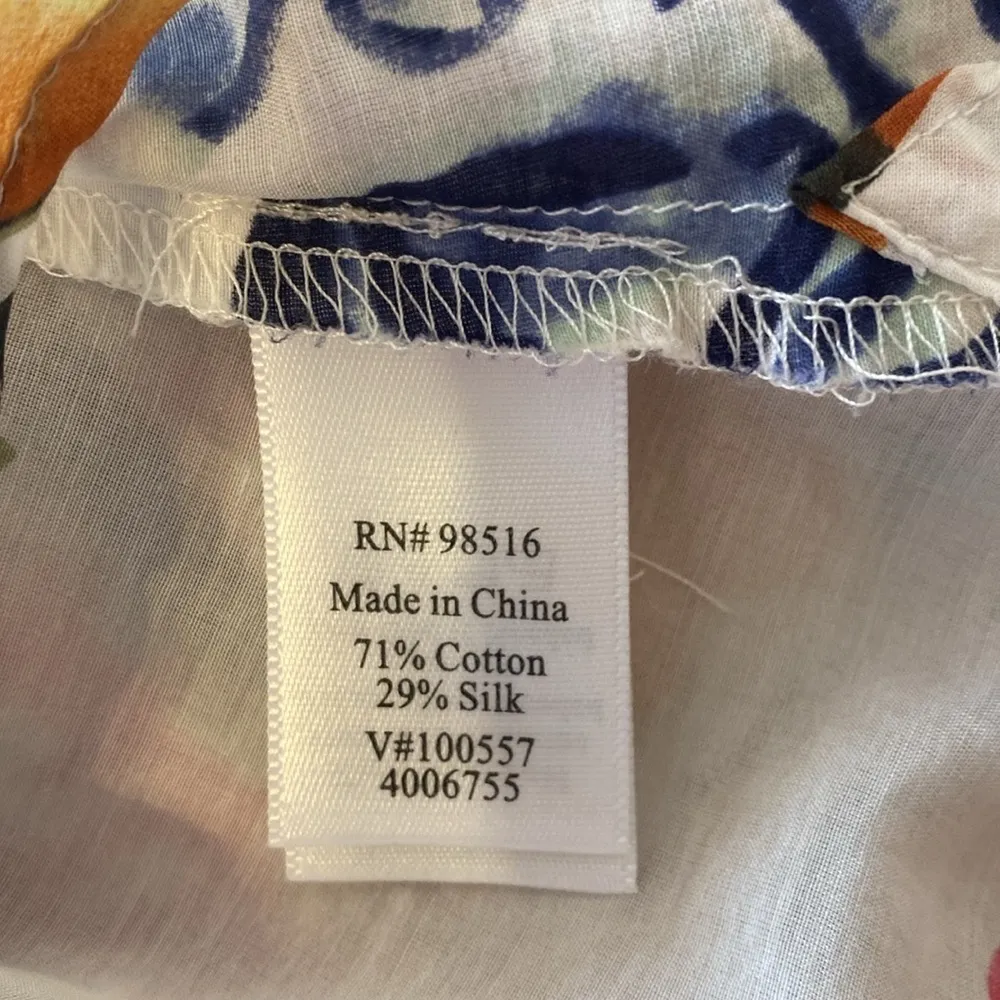 RN# 98516
Made in China
71% Cotton
29% Silk
V#100557
4006755